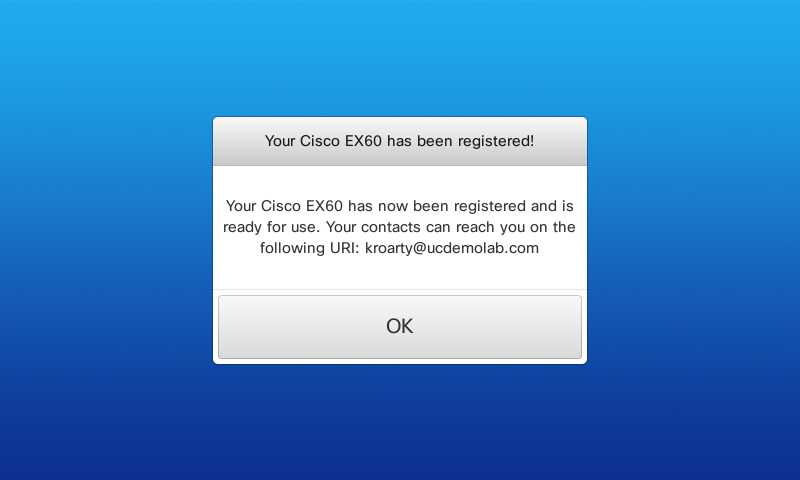 Your Cisco EX60 has been registered!
Your Cisco EX60 has now been registered and is
ready for use. Your contacts can reach you on the
following URI: kroarty@ucdemolab.com
OK